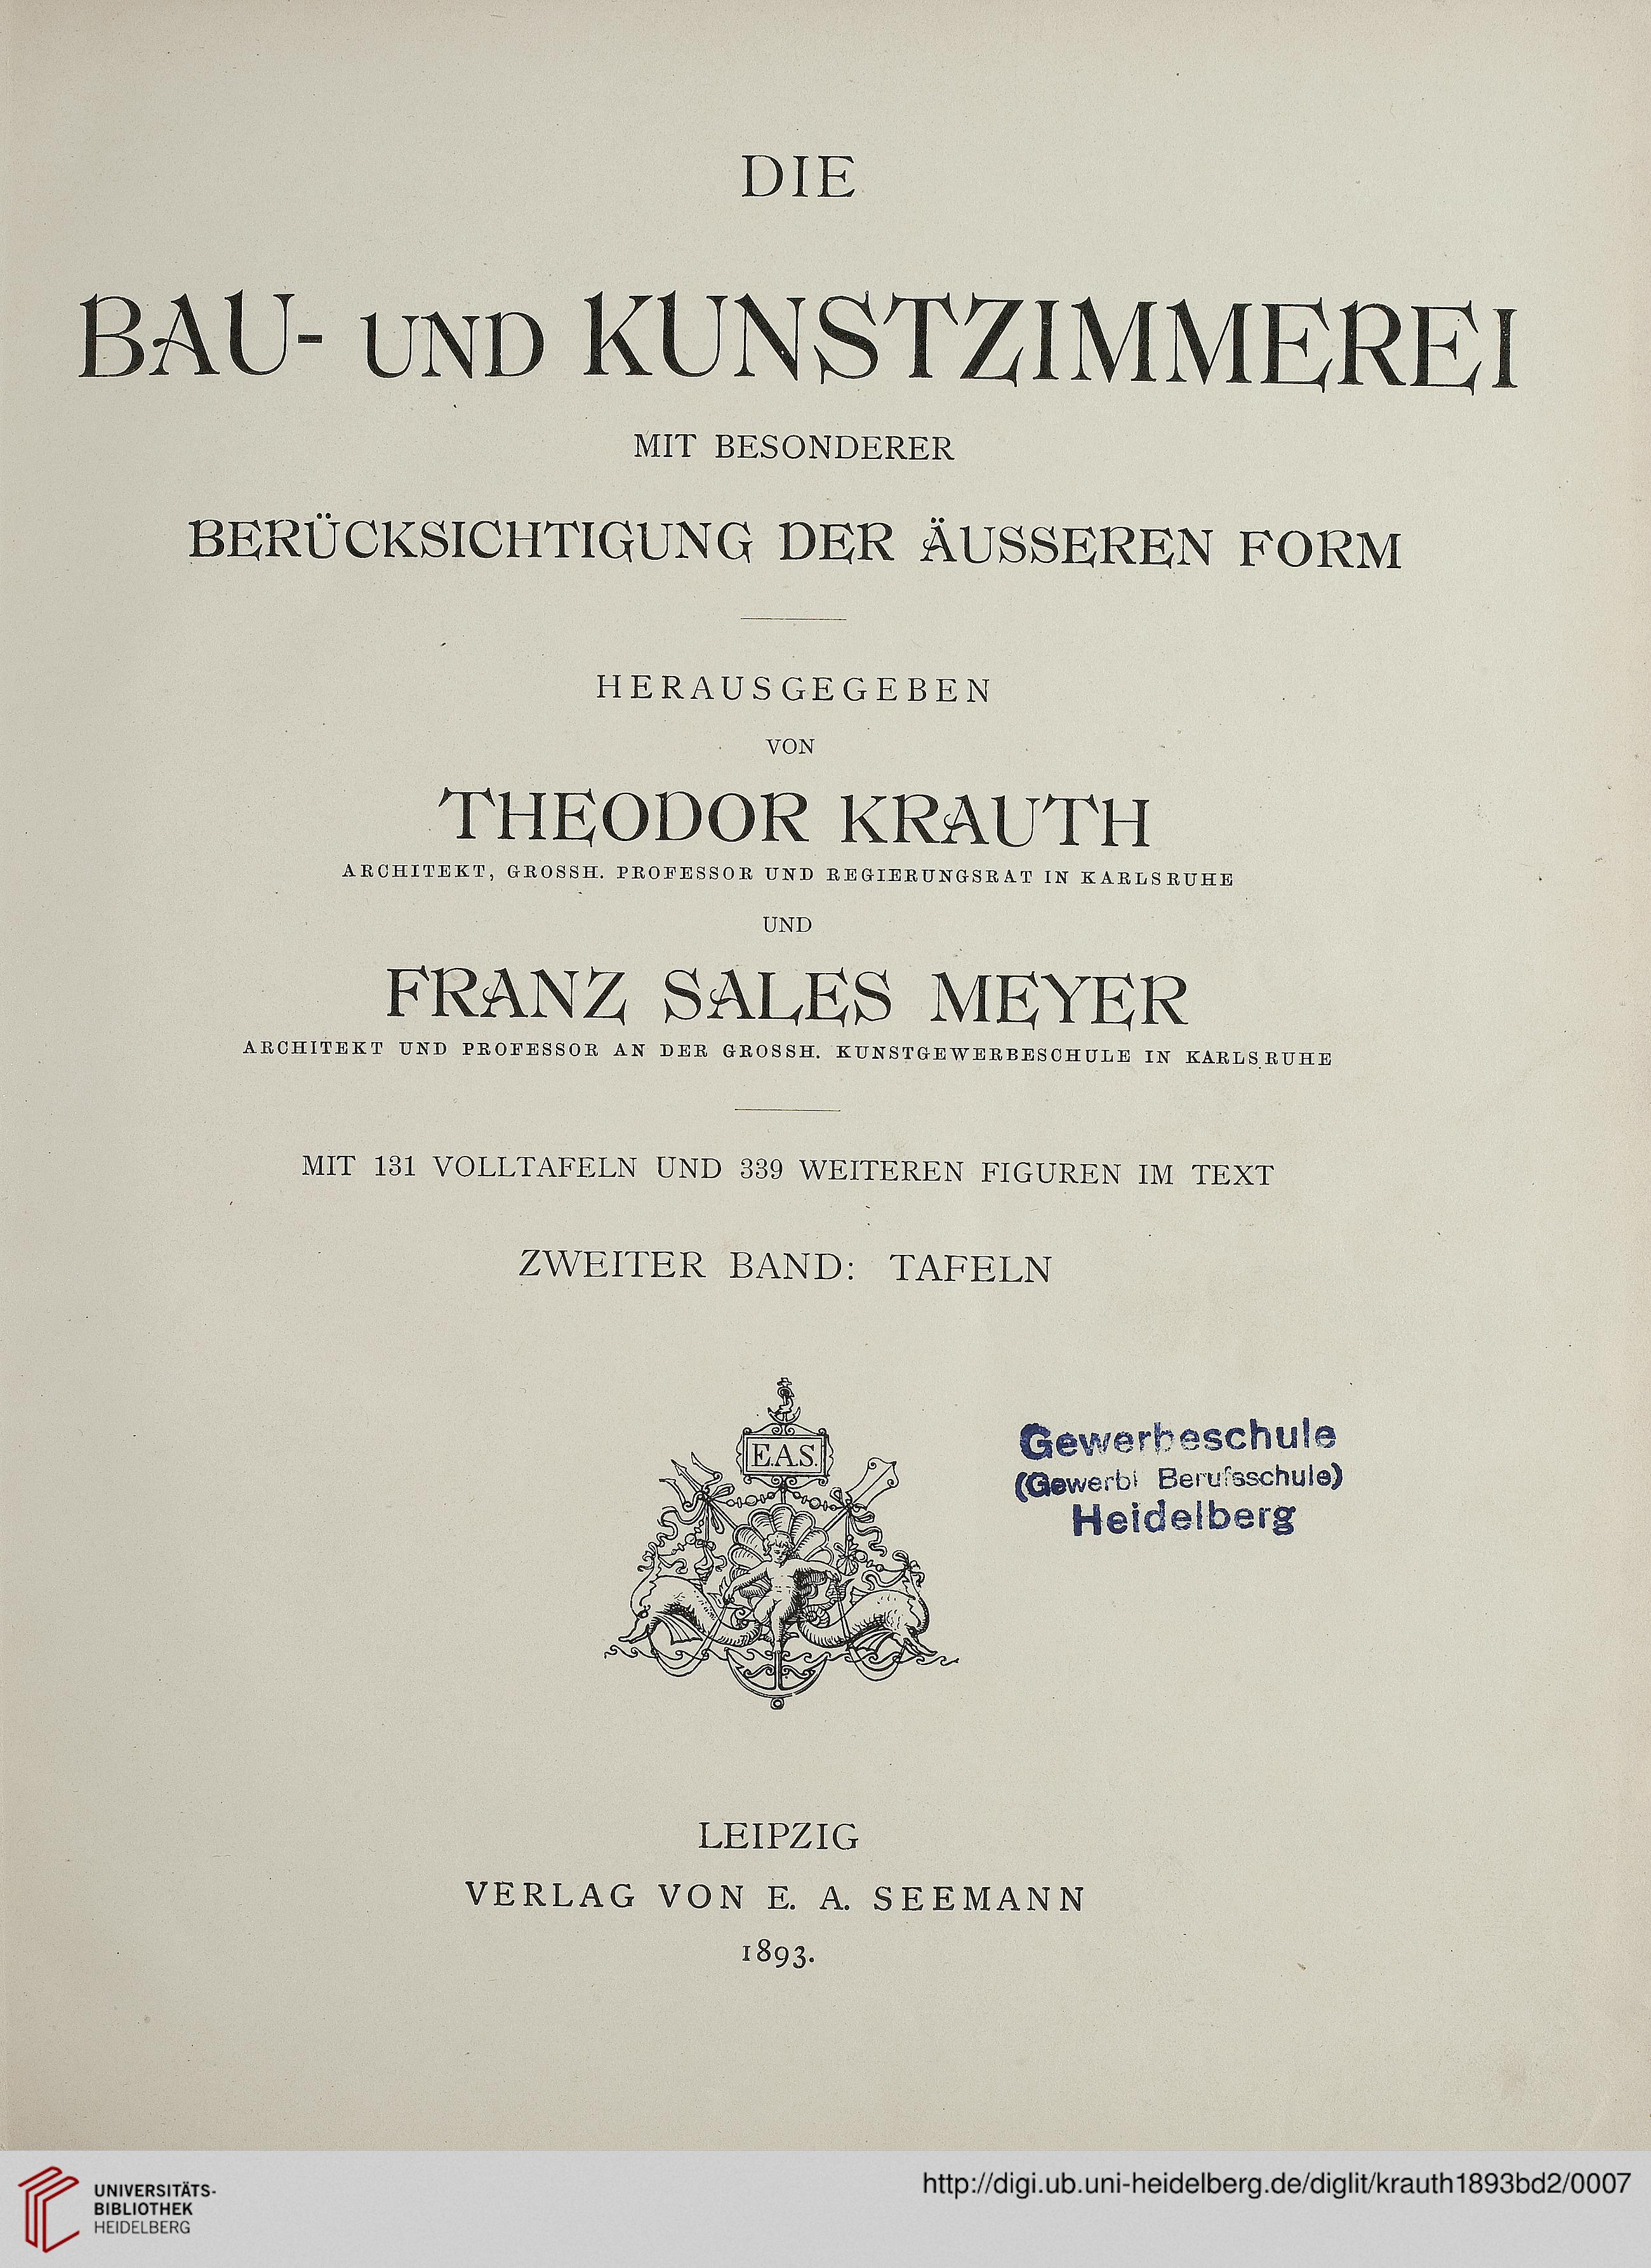 DIE
BAU- UND KUNSTZIMMEREI
MIT BESONDERER
BERÜCKSICHTIGUNG DER ÄUSSEREN FORM
HERAUSGEGEBEN
VON
THEODOR KRAUTH
ARCHITEKT, GROSSH. PROFESSOR UND REGIERUNGSRAT IN KARLSRUHE
UND
FRANZ SALES MEYER
ARCHITEKT UND PROFESSOR AN DER GROSSH. KUNSTGEWERBESCHULE IN KARLSRUHE
MIT 131 VOLLTAFELN UND 339 WEITEREN FIGUREN IM TEXT
ZWEITER BAND: TAFELN
E.A.S.
Gewerbeschule
(Gewerbl Berufsschule)
Heidelberg
LEIPZIG
VERLAG VON E. A. SEEMANN
1893.
UNIVERSITÄTS-
BIBLIOTHEK
HEIDELBERG
http://digi.ub.uni-heidelberg.de/diglit/krauth1893bd2/0007